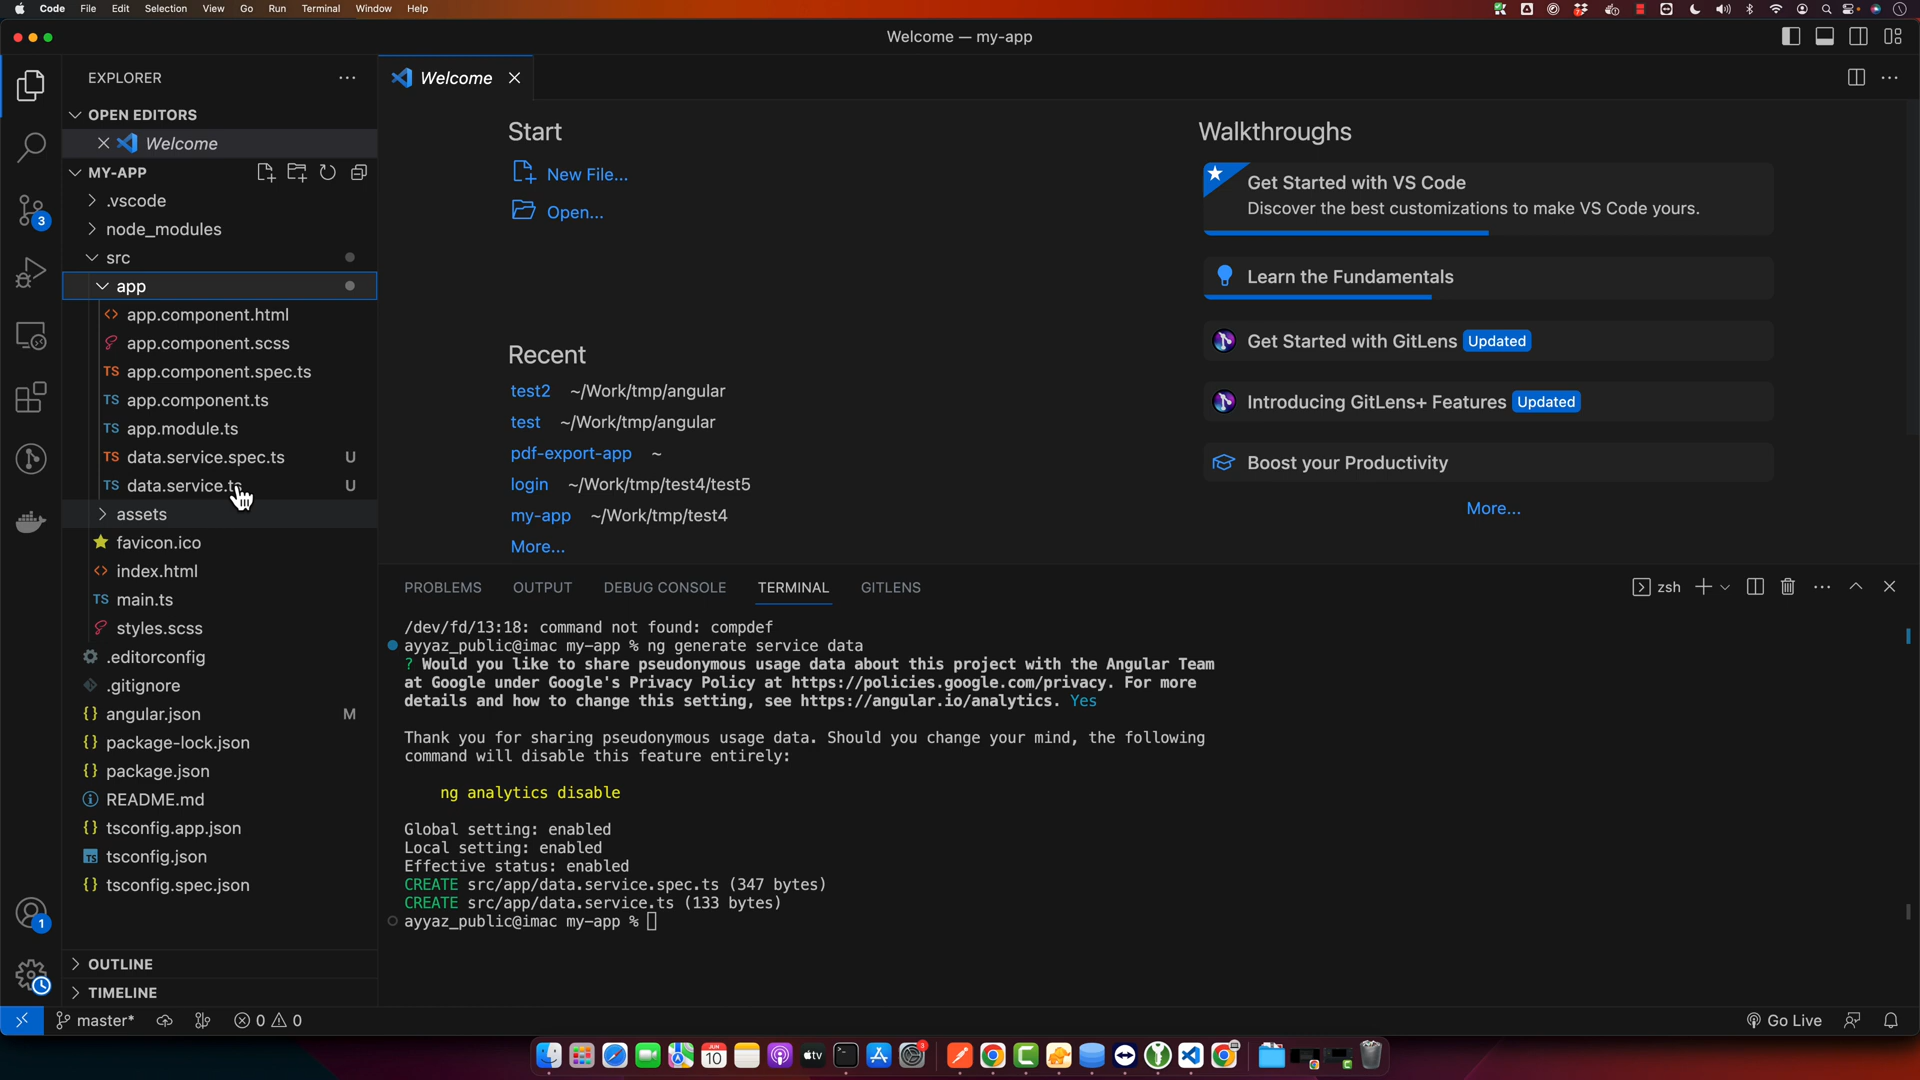 Code File Edit Selection View Go Run Terminal Window Help
Welcome — my-app
EXPLORER
OPEN EDITORS
Welcome
MY-APP
.vscode
node_modules
src
app
app.component.html
app.component.scss
TS app.component.spec.ts
TS app.component.ts
TS app.module.ts
TS data.service.spec.ts U
TS data.service.ts U
assets
favicon.ico
index.html
TS main.ts
styles.scss
.editorconfig
.gitignore
{} angular.json M
{} package-lock.json
{} package.json
README.md
{} tsconfig.app.json
TS tsconfig.json
{} tsconfig.spec.json
OUTLINE
TIMELINE
3
1
Welcome
Start
New File...
Open...
Recent
test2 ~/Work/tmp/angular
test ~/Work/tmp/angular
pdf-export-app ~
login ~/Work/tmp/test4/test5
my-app ~/Work/tmp/test4
More...
Walkthroughs
Get Started with VS Code
Discover the best customizations to make VS Code yours.
Learn the Fundamentals
Get Started with GitLens Updated
Introducing GitLens+ Features Updated
Boost your Productivity
More...
PROBLEMS OUTPUT DEBUG CONSOLE TERMINAL GITLENS
zsh
/dev/fd/13:18: command not found: compdef
ayyaz_public@imac my-app % ng generate service data
? Would you like to share pseudonymous usage data about this project with the Angular Team
at Google under Google's Privacy Policy at https://policies.google.com/privacy. For more
details and how to change this setting, see https://angular.io/analytics. Yes
Thank you for sharing pseudonymous usage data. Should you change your mind, the following
command will disable this feature entirely:
ng analytics disable
Global setting: enabled
Local setting: enabled
Effective status: enabled
CREATE src/app/data.service.spec.ts (347 bytes)
CREATE src/app/data.service.ts (133 bytes)
ayyaz_public@imac my-app %
master* 0 0
Go Live
JUN
10
tv
3